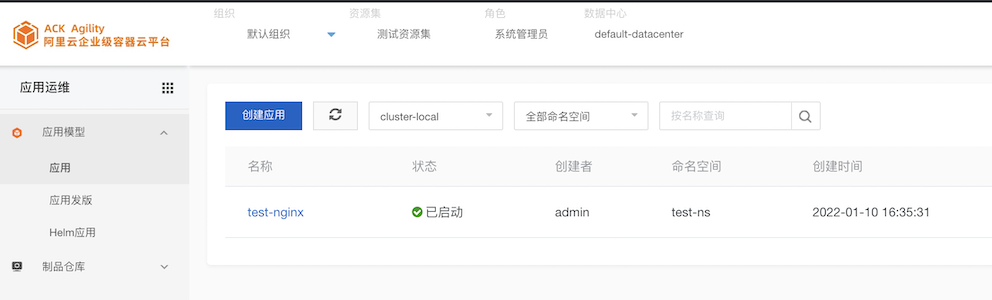 组织 资源集 角色 数据中心
ACK Agility
阿里云企业级容器云平台
默认组织 测试资源集 系统管理员 default-datacenter
应用运维
创建应用 cluster-local 全部命名空间 按名称查询
应用模型
名称 状态 创建者 命名空间 创建时间
应用
应用发版
test-nginx 已启动 admin test-ns 2022-01-10 16:35:31
Helm应用
制品仓库